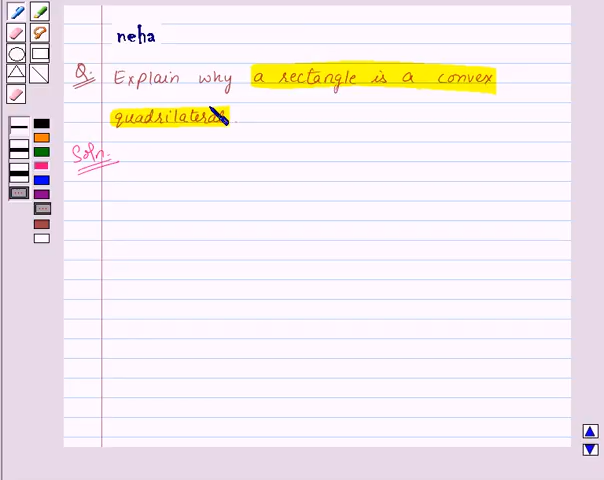 neha
Q. Explain why a rectangle is a convex
quadrilateral.
Soln.